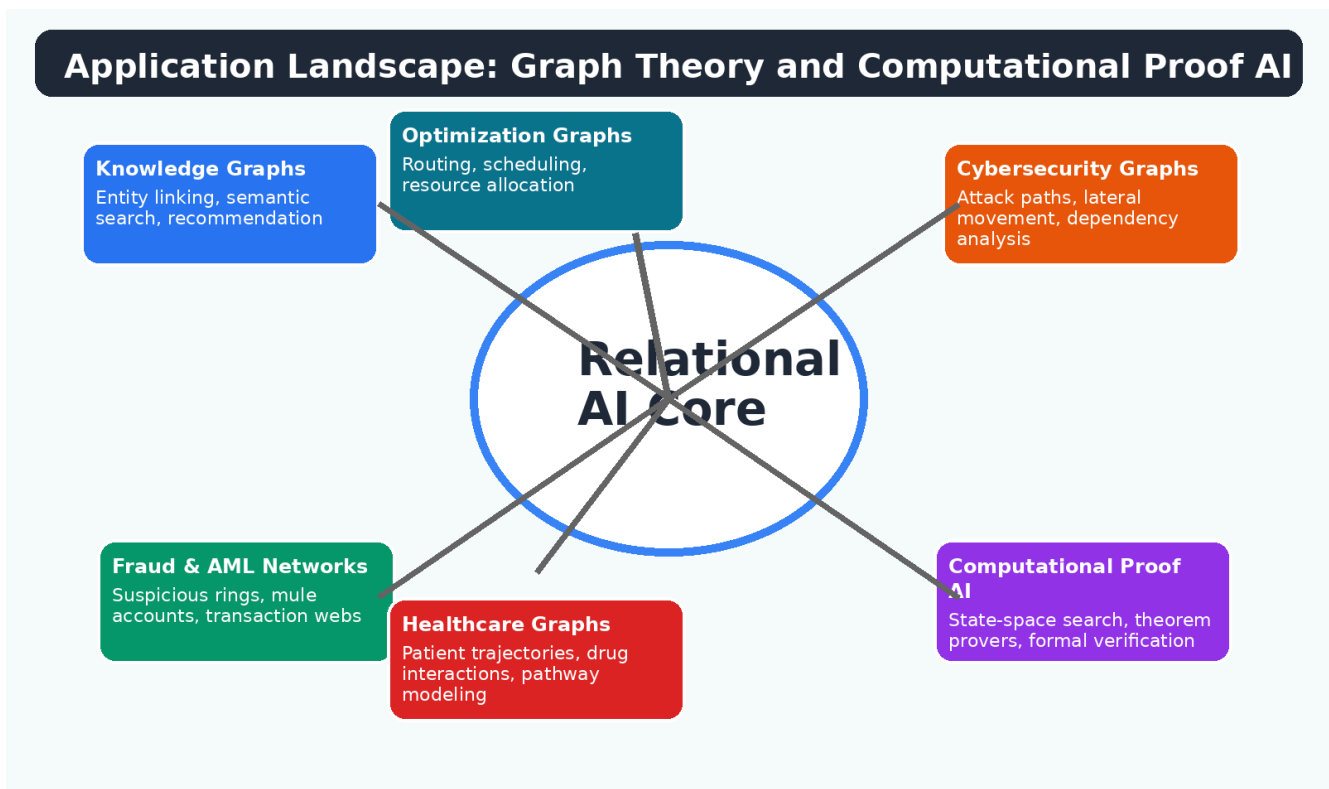 Application Landscape: Graph Theory and Computational Proof AI
Optimization Graphs
Routing, scheduling,
resource allocation
Knowledge Graphs
Entity linking, semantic
search, recommendation
Cybersecurity Graphs
Attack paths, lateral
movement, dependency
analysis
Relational
AI Core
Fraud & AML Networks
Suspicious rings, mule
accounts, transaction webs
Healthcare Graphs
Patient trajectories, drug
interactions, pathway
modeling
Computational Proof
AI
State-space search, theorem
provers, formal verification